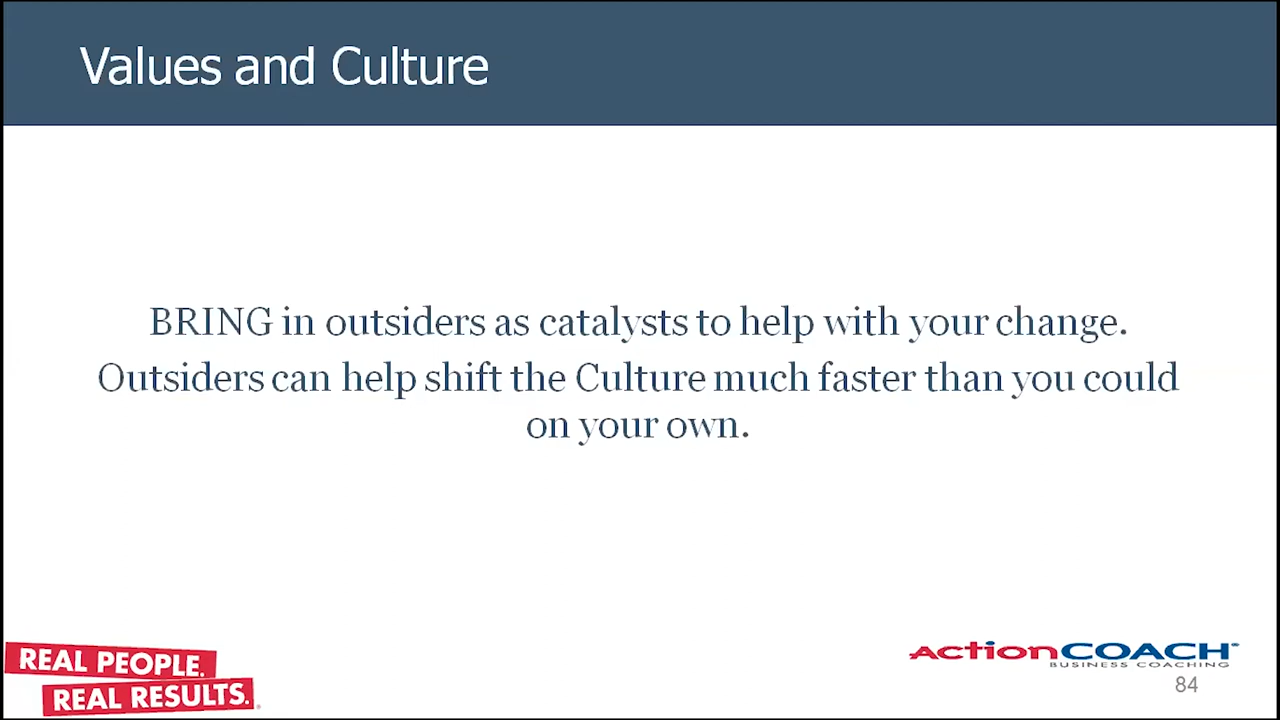 Values and Culture
BRING in outsiders as catalysts to help with your change.
Outsiders can help shift the Culture much faster than you could
on your own.
REAL PEOPLE.
REAL RESULTS.
ActionCOACH®
BUSINESS COACHING
84